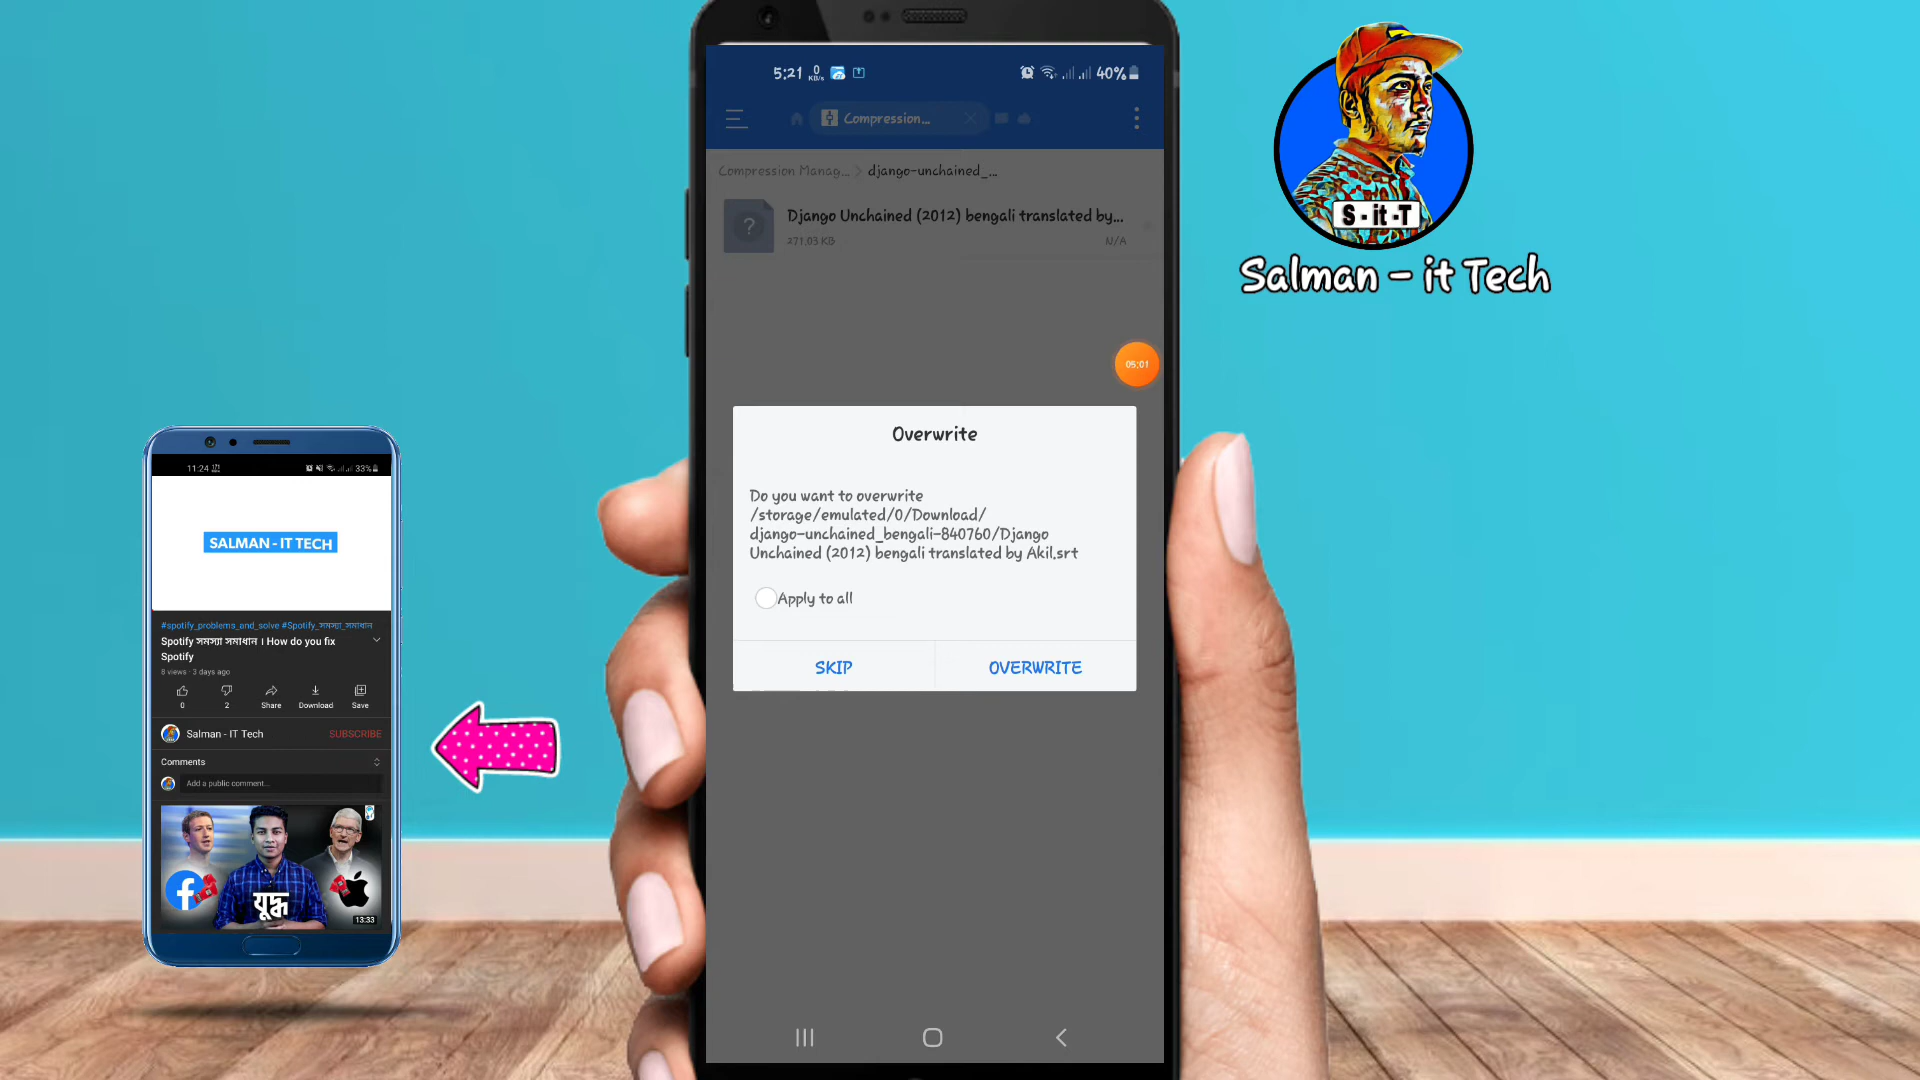 5:21 0 KB/s
40%
Compression...
Compression Manag... > django-unchained_...
Django Unchained (2012) bengali translated by...
271.03 KB
N/A
05:01
Overwrite
Do you want to overwrite
/storage/emulated/0/Download/
django-unchained_bengali-840760/Django
Unchained (2012) bengali translated by Akil.srt
Apply to all
SKIP
OVERWRITE
S - it -T
Salman - it Tech
11:24
33%
SALMAN - IT TECH
#spotify_problems_and_solve #Spotify_সমস্যা_সমাধান
Spotify সমস্যা সমাধান । How do you fix
Spotify
8 views · 3 days ago
0
2
Share
Download
Save
Salman - IT Tech
SUBSCRIBE
Comments
Add a public comment...
যুদ্ধ
13:33